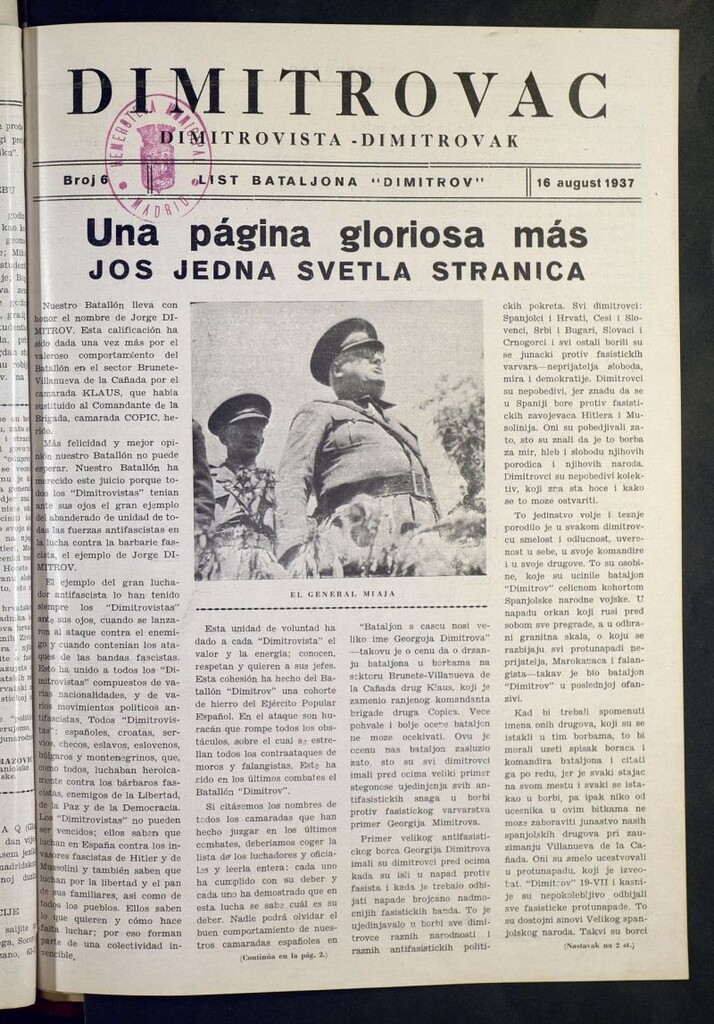 DIMITROVAC
DIMITROVISTA - DIMITROVAK
HEMEROTECA MUNICIPAL
MADRID
Broj 6
LIST BATALJONA "DIMITROV"
16 august 1937
Una página gloriosa más
JOS JEDNA SVETLA STRANICA
Nuestro Batallón lleva con
honor el nombre de Jorge DI-
MITROV. Esta calificación ha
sido dada una vez más por el
valeroso comportamiento del
Batallón en el sector Brunete-
Villanueva de la Cañada por el
camarada KLAUS, que había
sustituido al Comandante de la
Brigada, camarada COPIC, he-
rido.
Más felicidad y mejor opi-
nión nuestro Batallón no puede
esperar. Nuestro Batallón ha
merecido este juicio porque to-
dos los "Dimitrovistas" tenian
ante sus ojos el gran ejemplo
del abanderado de unidad de to-
das las fuerzas antifascistas en
la lucha contra la barbarie fas-
cista, el ejemplo de Jorge DI-
MITROV.
El ejemplo del gran lucha-
dor antifascista lo han tenido
siempre los "Dimitrovistas"
ante sus ojos, cuando se lanza-
ron al ataque contra el enemi-
go y cuando contenían los ata-
ques de las bandas fascistas.
Esto ha unido a todos los "Di-
mitrovistas" compuestos de va-
rias nacionalidades, y de va-
rios movimientos politicos an-
tifascistas. Todos "Dimitrovis-
tas": españoles, croatas, ser-
vios, checos, eslavos, eslovenos,
búlgaros y montenegrinos, que,
como todos, luchaban heroica-
mente contra los bárbaros fas-
cistas, enemigos de la Libertad,
de la Paz y de la Democracia.
Los "Dimitrovistas" no pueden
ser vencidos; ellos saben que
luchan en España contra los in-
vasores fascistas de Hitler y de
Mussolini y también saben que
luchan por la libertad y el pan
de sus familiares, así como de
todos los pueblos. Ellos saben
lo que quieren y cómo hace
falta luchar; por eso forman
parte de una colectividad in-
vencible.
EL GENERAL MIAJA
Esta unidad de voluntad ha
dado a cada "Dimitrovista" el
valor y la energía; conocen,
respetan y quieren a sus jefes.
Esta cohesión ha hecho del Ba-
tallón "Dimitrov" una cohorte
de hierro del Ejército Popular
Español. En el ataque son hu-
racán que rompe todos los obs-
táculos, sobre el cual se estre-
llan todos los contraataques de
moros y falangistas. Este ha
sido en los últimos combates el
Batallón "Dimitrov".
Si citásemos los nombres de
todos los camaradas que han
hecho juzgar en los últimos
combates, deberíamos coger la
lista de los luchadores y oficia-
les y leerla entera: cada uno
ha cumplido con su deber y
cada uno ha demostrado que en
esta lucha se sabe cuál es su
deber. Nadie podrá olvidar el
buen comportamiento de nues-
tros camaradas españoles en
(Continúa en la pág. 2.)
"Bataljon s cascu nosi ve-
liko ime Georgoja Dimitrova"
—takovu je o cenu da o drzan-
ju bataljona u borbama na
sektoru Brunete-Villanueva de
la Cañada drug Klaus, koji je
zamenio ranjenog komandanta
brigade druga Copica. Vece
pohvale i bolje ocene bataljon
ne moze ocekivati. Ovu je
ocenu nas bataljon zasluzio
zato, sto su svi dimitrovci
imali pred ocima veliki primer
stegonose ujedinjenja svih an-
tifasistickih snaga u borbi
protiv fasistickog varvarstva
primer Georgija. Mimitrova.
Primer velikog antifasisti-
ckog borca Georgija Dimitrova
imali su dimitrovci pred ocima
kada su isli u napad protiv
fasista i kada je trebalo odbi-
jati napade brojcano nadmo-
cnijih fasistickih banda. To je
ujedinjavalo u borbi sve dimi-
trovce raznih narodnosti i
raznih antifasistickih politi-
ckih pokreta. Svi dimitrovci:
Spanjolci i Hrvati, Cesi i Slo-
venci, Srbi i Bugari, Slovaci i
Crnogorci i svi ostali borili su
se junacki protiv fasistickih
varvara—neprijatelja sloboda,
mira i demokratije. Dimitrovci
su nepobedivi, jer znadu da se
u Spaniji bore protiv fasisti-
ckih zavojevaca Hitlera i Mu-
solinija. Oni su pobedjivali za-
to, sto su znali da je to borba
za mir, hleb i slobodu njihovih
porodica i njihovih naroda.
Dimitrovci su nepobedivi kolek-
tiv, koji zna sta hoce i kako
se to moze ostvariti.
To jedinstvo volje i teznje
porodilo je u svakom dimitrov-
cu smelost i odlucnost, uvere-
nost u sebe, u svoje komandire
i u svoje drugove. To su osobi-
ne, koje su ucinile bataljon
"Dimitrov" celicnom kohortom
Spanjolske narodne vojske. U
napadu orkan koji rusi pred
sobom sve pregrade, a u odbra-
ni granitna skala, o koju se
razbijaju svi protunapadi ne-
prijatelja, Marokanaca i falan-
gista—takav je bio bataljon
"Dimitrov" u poslednjoj ofan-
zivi.
Kad bi trebali spomenuti
imena onih drugova, koji su se
istakli u tim borbama, to bi
morali uzeti spisak boraca i
komandira bataljona i citati
ga po redu, jer je svaki stajao
na svom mestu i svaki se ista-
kao u borbi, pa ipak niko od
ucesnika u ovim bitkama ne
moze zaboraviti junastvo nasih
spanjolskih drugova pri zau-
zimanju Villanueva de la Ca-
ñada. Oni su smelo ucestvovali
u protunapadu, koji je izveo-
bat. "Dimitrov" 19-VII i kasni-
je su nepokolebljivo odbijali
sve fasisticke protunapade. To
su dostojni sinovi Velikog span-
jolskog naroda. Takvi su borci
(Nastavak na 2 st.)